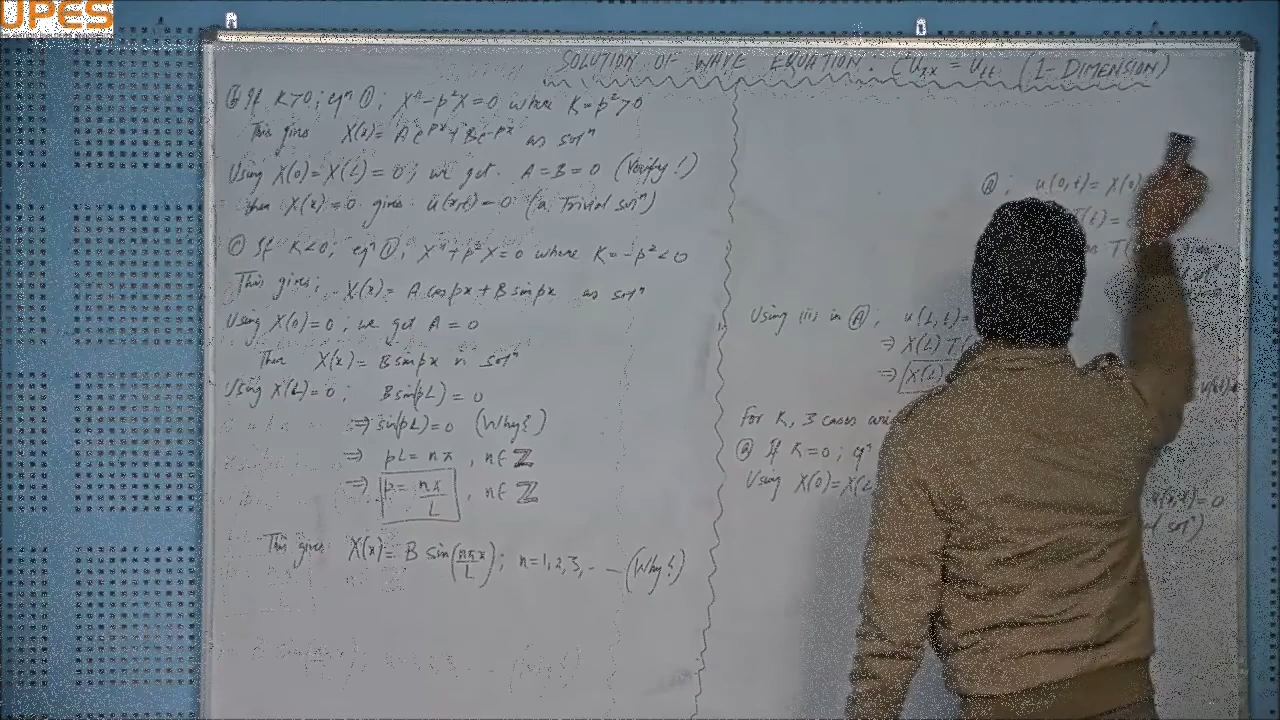 UPES
SOLUTION OF WAVE EQUATION : c²uₓₓ = uₜₜ (1-DIMENSION)
(b) If K>0; eqⁿ (1); X''-p²X=0 where K=p²>0
This gives X(x)= Ae^{px}+Be^{-px} as solⁿ
Using X(0)=X(L)=0; we get A=B=0 (Verify!)
then X(x)=0 gives u(x,t)=0 (a Trivial solⁿ)
(c) If K<0; eqⁿ (1); X''+p²X=0 where K=-p²<0
This gives; X(x)= A cos px + B sin px as solⁿ
Using X(0)=0; we get A=0
Then X(x)= B sin px is solⁿ
Using X(L)=0; B sin(pL)=0
⇒ sin(pL)=0 (Why?)
⇒ pL= nπ, n∈ℤ
⇒ p= nπ/L, n∈ℤ
This gives X(x)= B sin(nπx/L); n=1,2,3,--- (Why?)
(A); u(0,t)= X(0)
T(t)=
T(
Using (ii) in (A), u(L,t)=
⇒ X(L) T(
⇒ X(L)
For K, 3 cases
(a) If K=0; eqⁿ
Using X(0)=X(L
u(x,t)=0
solⁿ)